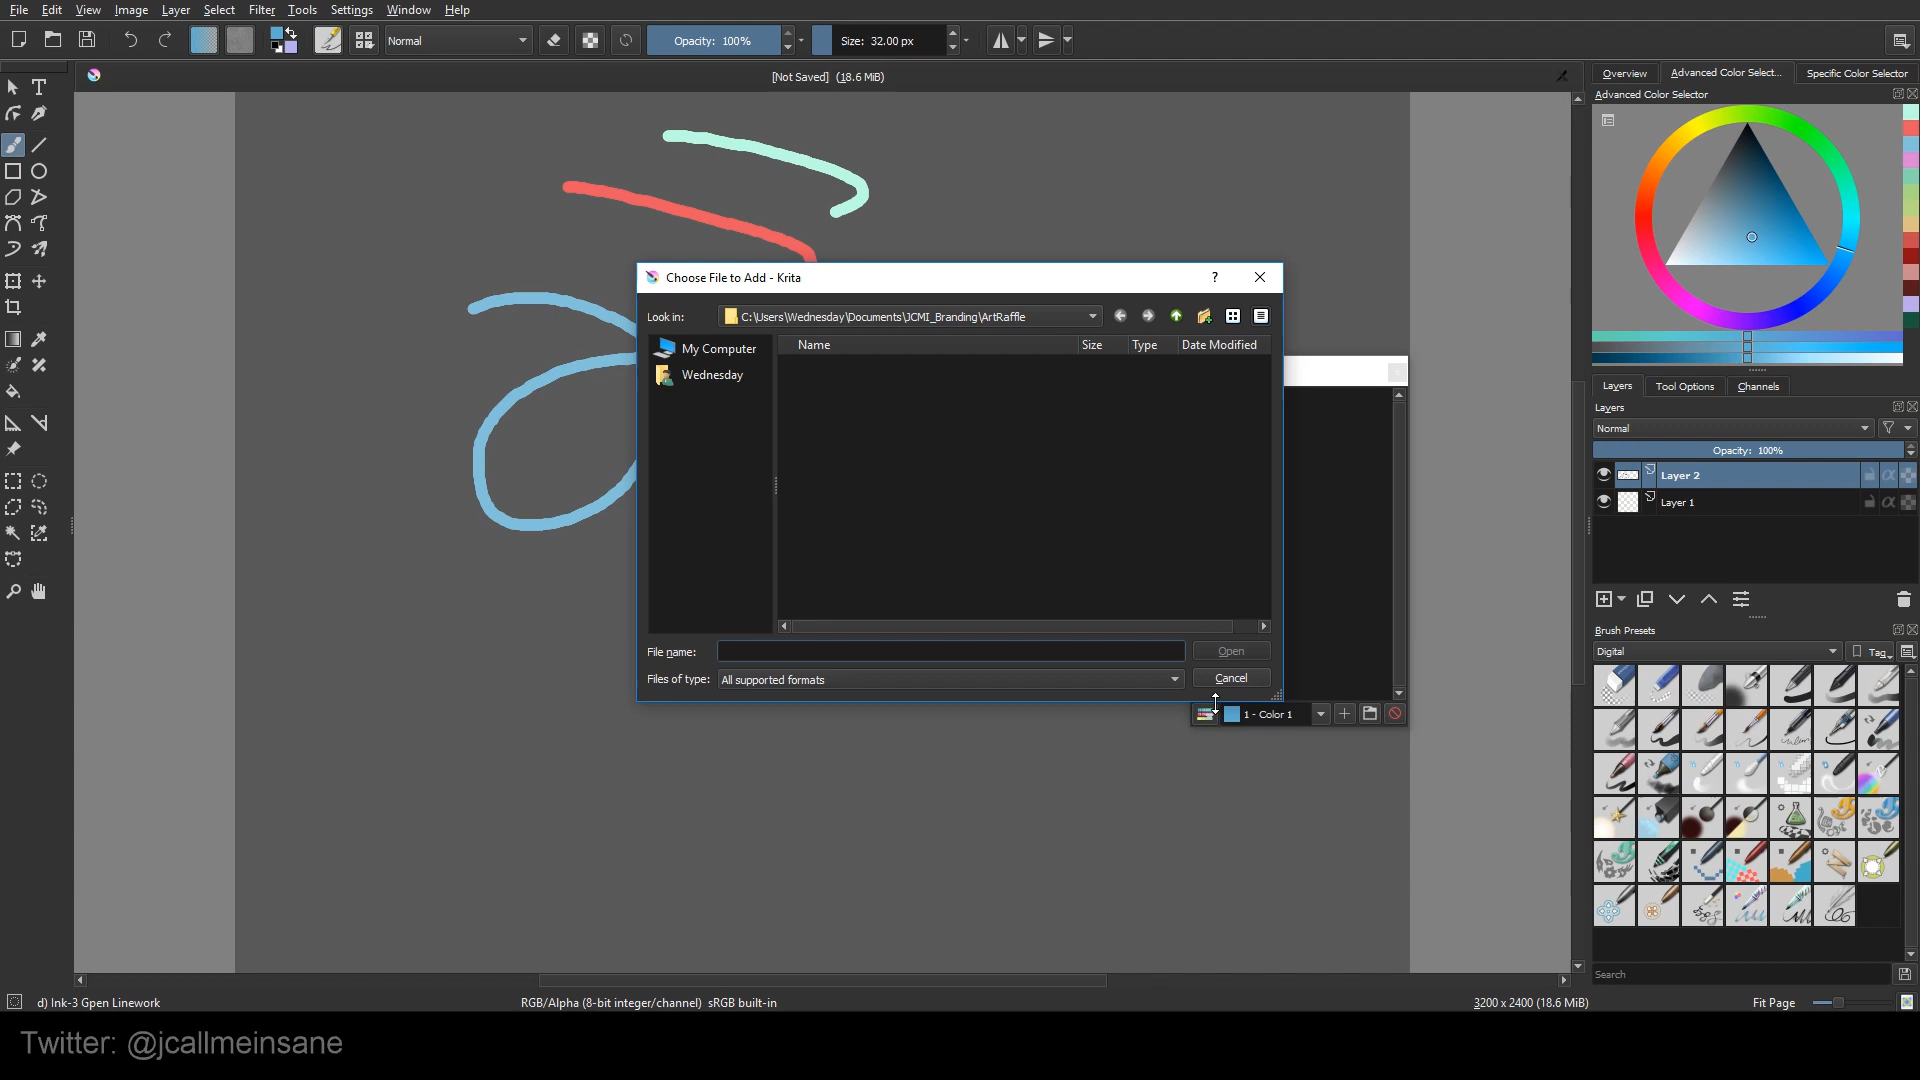 File Edit View Image Layer Select Filter Tools Settings Window Help
Normal Opacity: 100% Size: 32.00 px
[Not Saved] (18.6 MiB)
Overview Advanced Color Select... Specific Color Selector
Advanced Color Selector
Choose File to Add - Krita
Look in: C:\Users\Wednesday\Documents\JCMI_Branding\ArtRaffle
My Computer
Wednesday
Name Size Type Date Modified
File name: Open
Files of type: All supported formats Cancel
1 - Color 1
Layers Tool Options Channels
Layers
Normal
Opacity: 100%
Layer 2
Layer 1
Brush Presets
Digital Tag
Search
d) Ink-3 Gpen Linework RGB/Alpha (8-bit integer/channel) sRGB built-in 3200 x 2400 (18.6 MiB) Fit Page
Twitter: @jcallmeinsane